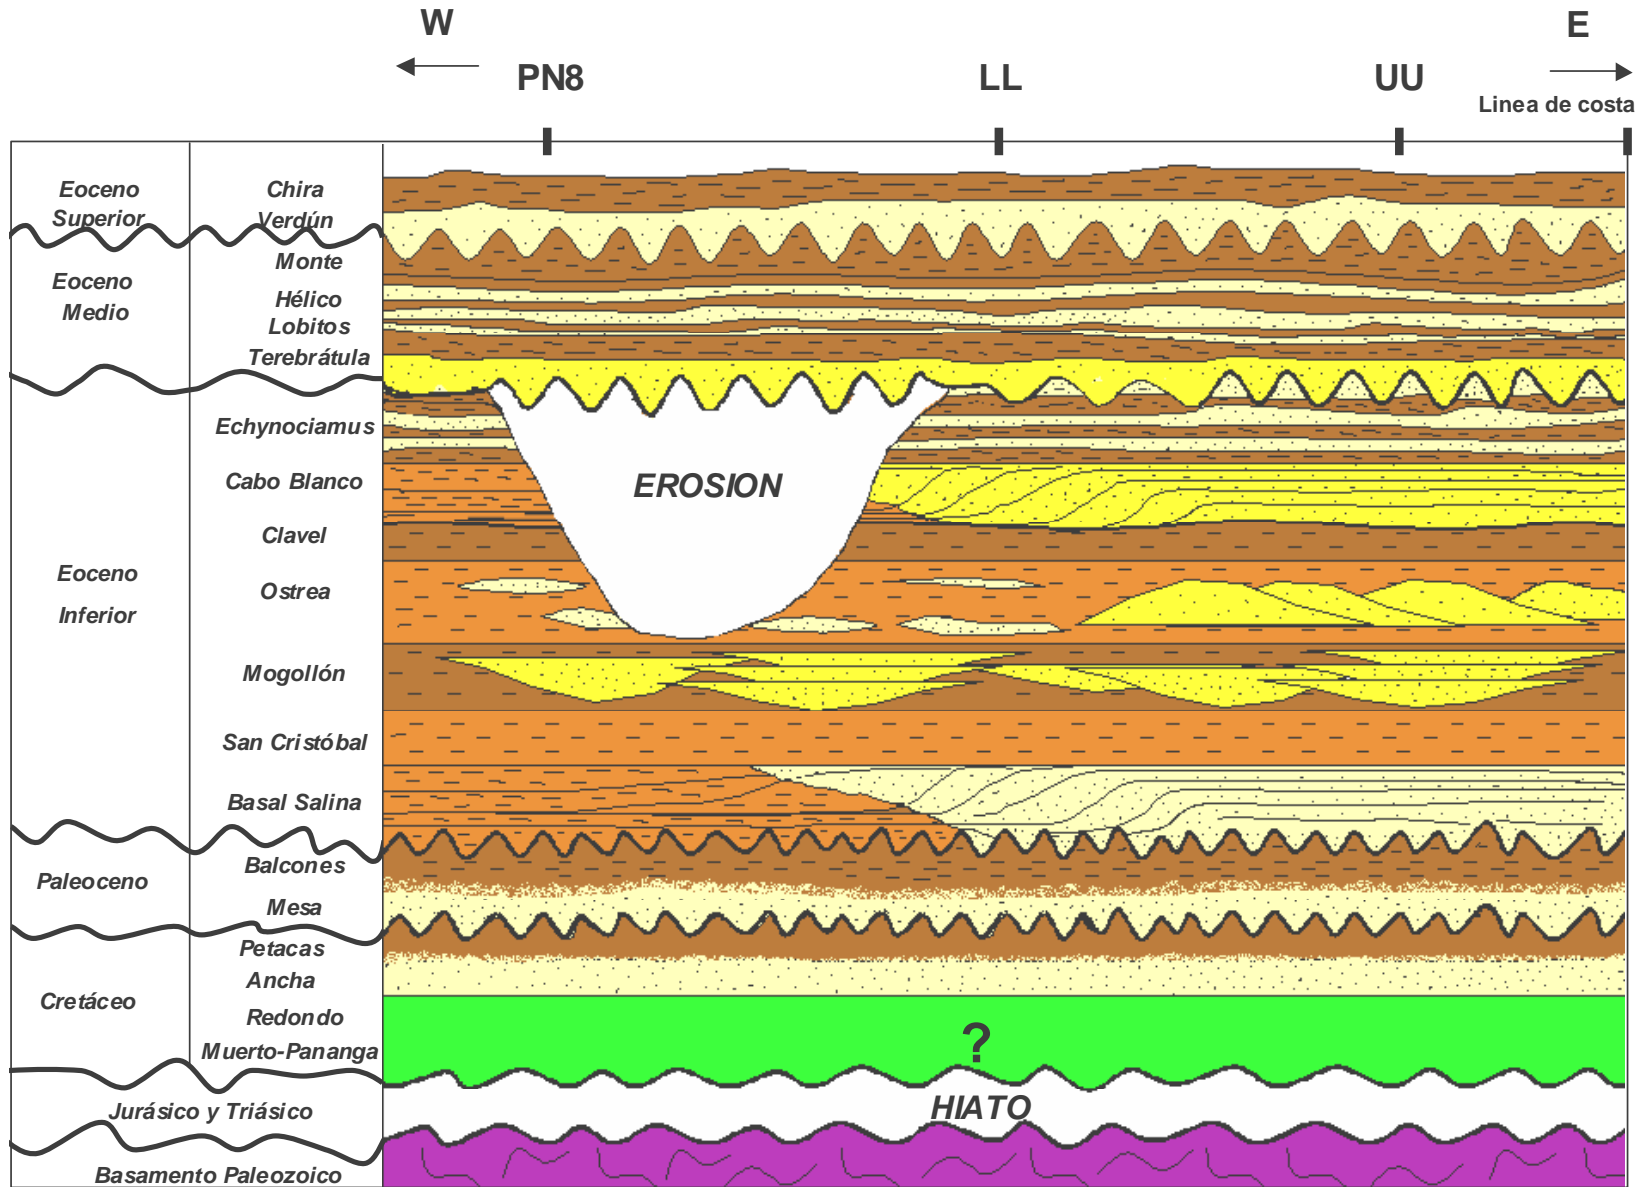 W
E
PN8
LL
UU
Linea de costa
Eoceno
Superior
Chira
Verdún
Eoceno
Medio
Monte
Hélico
Lobitos
Terebrátula
Eoceno
Inferior
Echynociamus
Cabo Blanco
Clavel
Ostrea
Mogollón
San Cristóbal
Basal Salina
EROSION
Paleoceno
Balcones
Mesa
Cretáceo
Petacas
Ancha
Redondo
Muerto-Pananga
?
Jurásico y Triásico
HIATO
Basamento Paleozoico